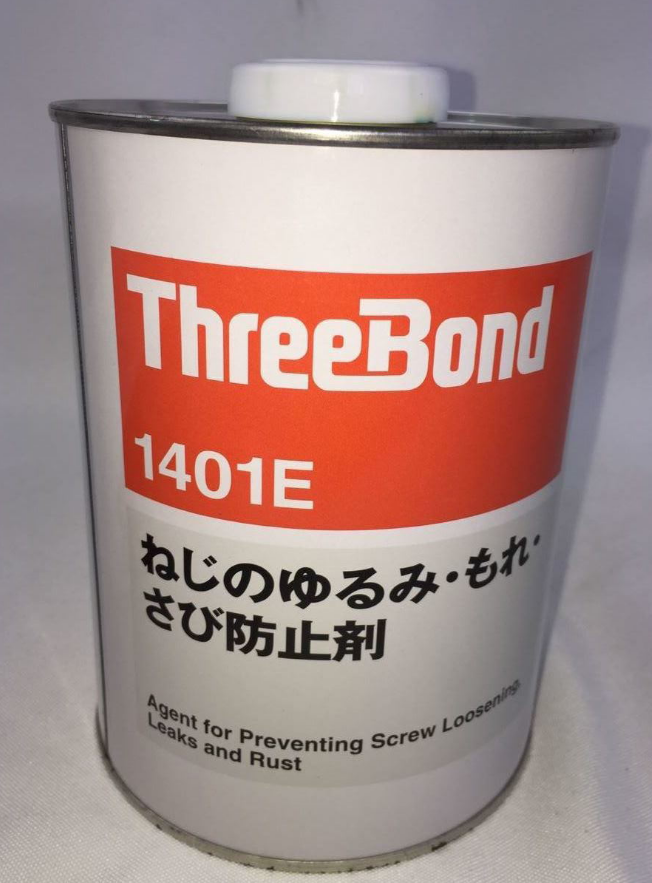 ThreeBond
1401E
ねじのゆるみ・もれ・
さび防止剤
Agent for Preventing Screw Loosening,
Leaks and Rust